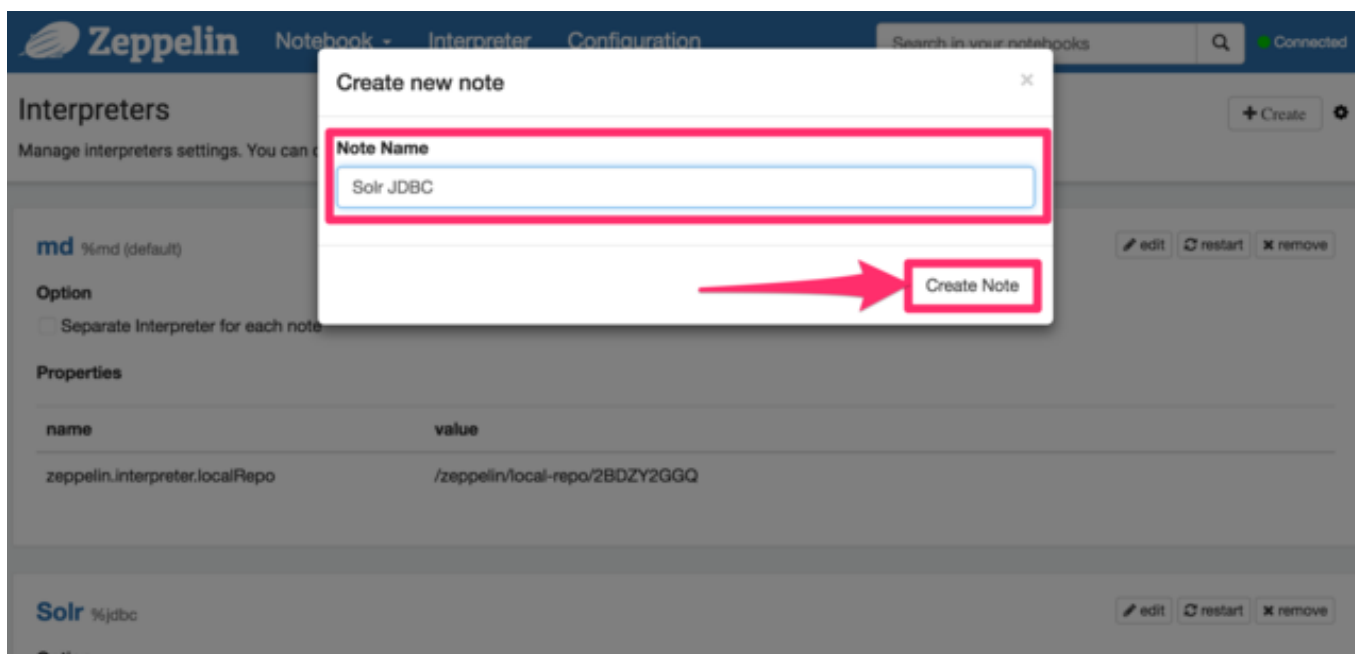 Zeppelin Notebook Interpreter Configuration Search in your notebooks Connected
Create new note ×
Interpreters + Create
Manage interpreters settings. You can
Note Name
Solr JDBC
md %md (default) edit restart remove
Create Note
Option
Separate Interpreter for each note
Properties
name value
zeppelin.interpreter.localRepo /zeppelin/local-repo/2BDZY2GGQ
Solr %jdbc edit restart remove